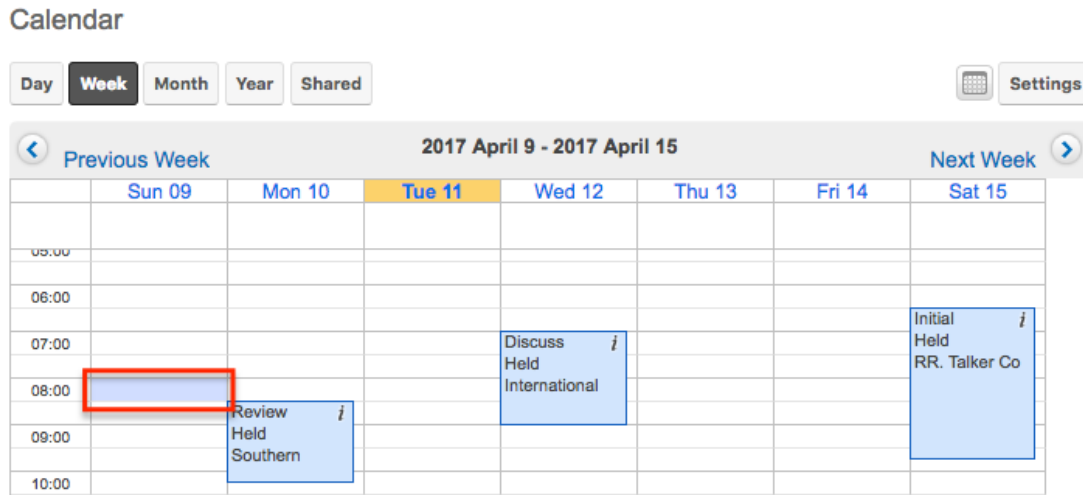 Calendar
Day Week Month Year Shared Settings
2017 April 9 - 2017 April 15
Previous Week Next Week
Sun 09 Mon 10 Tue 11 Wed 12 Thu 13 Fri 14 Sat 15
05:00
06:00
Initial i
Held
RR. Talker Co
07:00
Discuss i
Held
International
08:00
Review i
Held
Southern
09:00
10:00